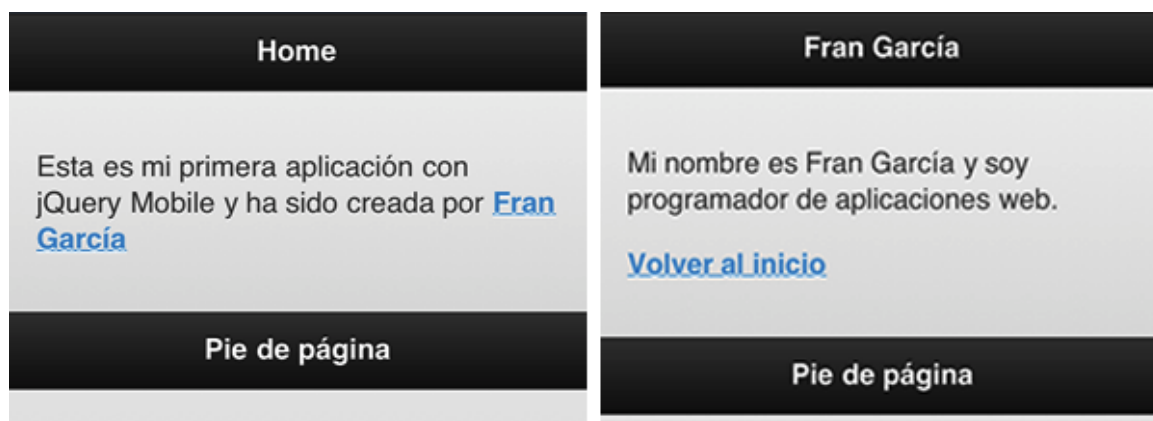 Home
Esta es mi primera aplicación con
jQuery Mobile y ha sido creada por Fran
García
Pie de página
Fran García
Mi nombre es Fran García y soy
programador de aplicaciones web.
Volver al inicio
Pie de página